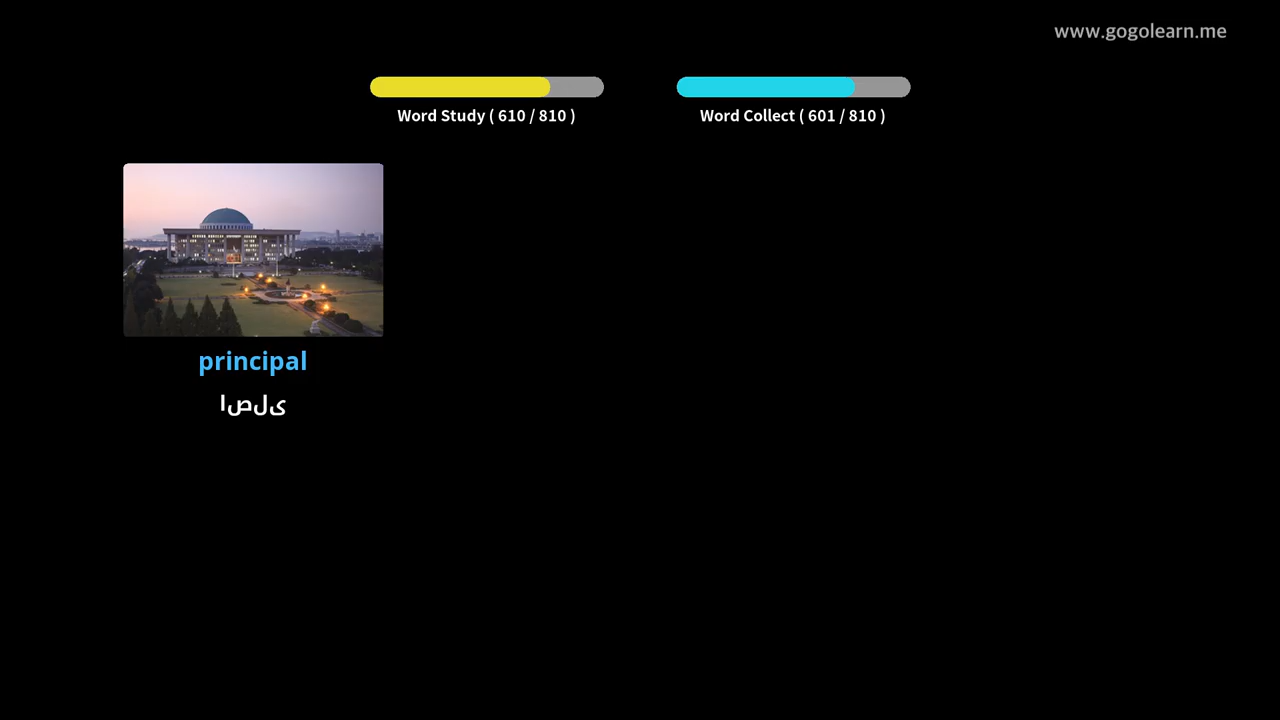 www.gogolearn.me
Word Study ( 610 / 810 )
Word Collect ( 601 / 810 )
principal
اصلی